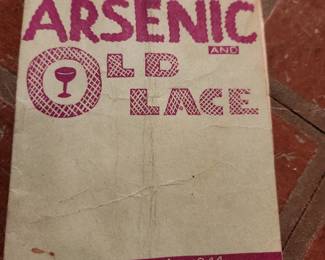 ARSENIC
AND
OLD
LACE